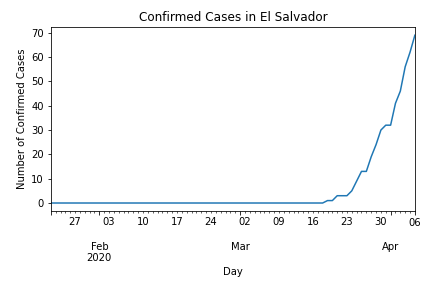 Confirmed Cases in El Salvador
Number of Confirmed Cases
70
60
50
40
30
20
10
0
27 03 10 17 24 02 09 16 23 30 06
Feb Mar Apr
2020
Day